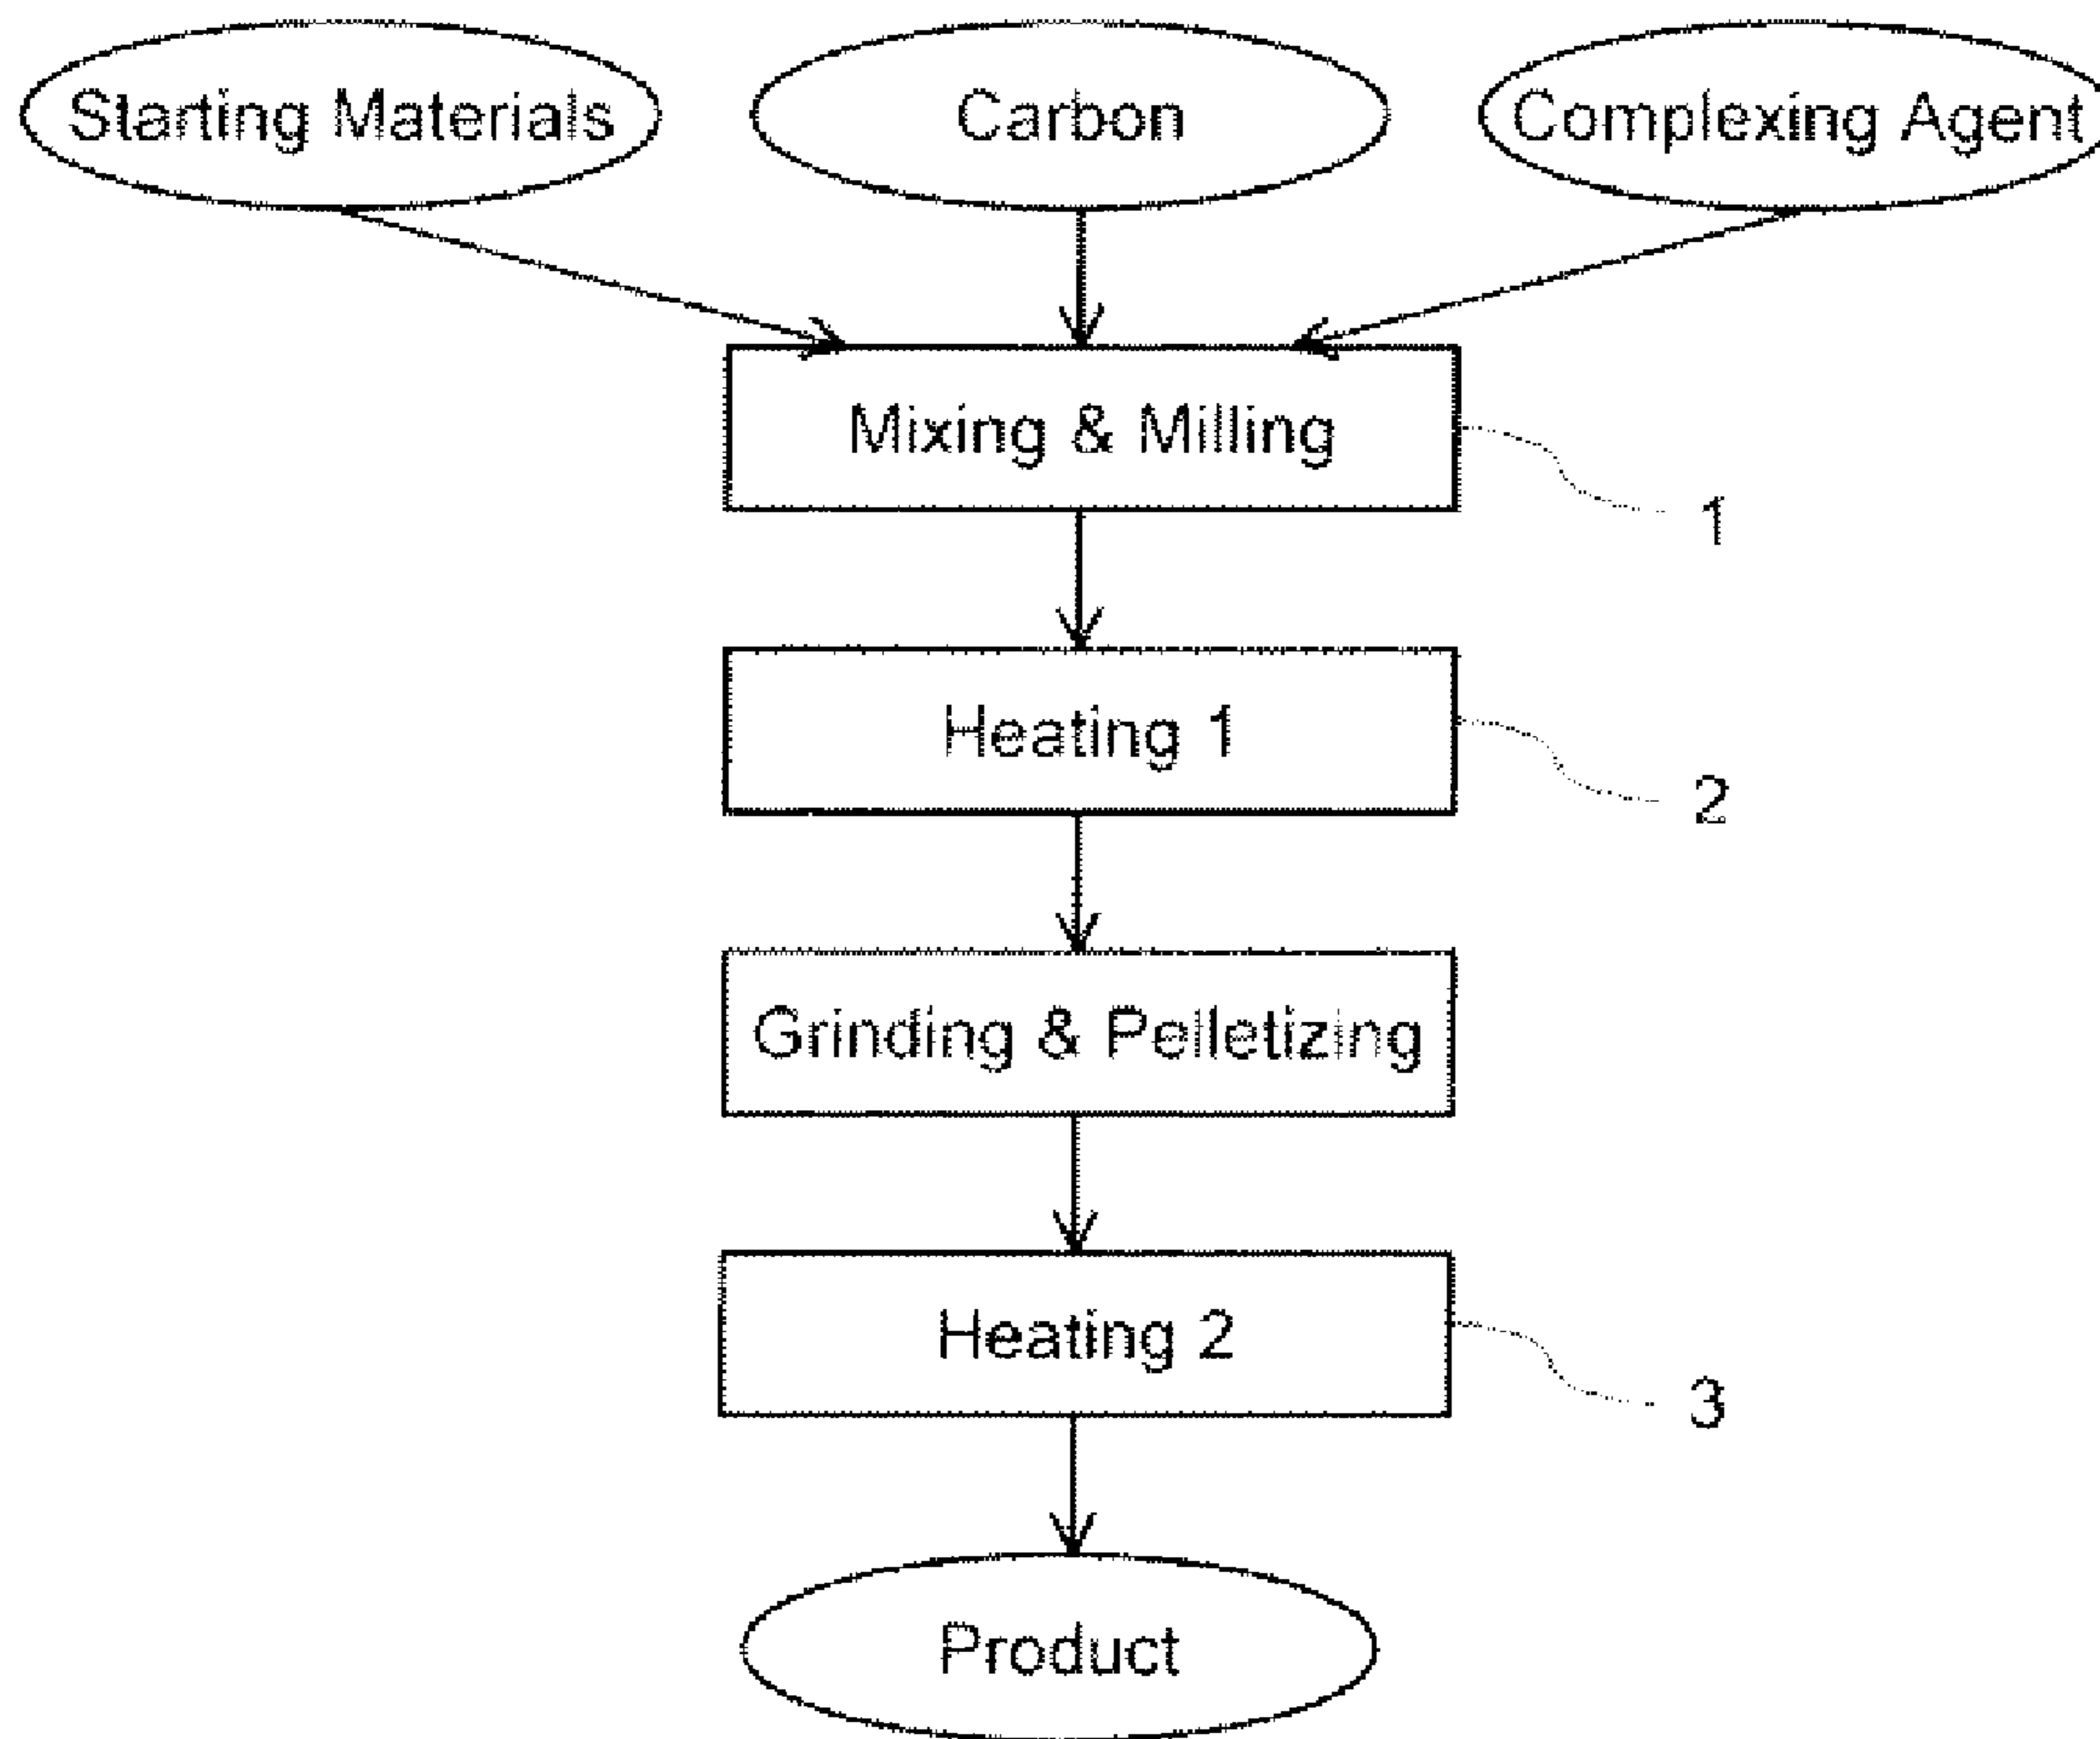 Starting Materials
Carbon
Complexing Agent
Mixing & Milling
1
Heating 1
2
Grinding & Pelletizing
Heating 2
3
Product